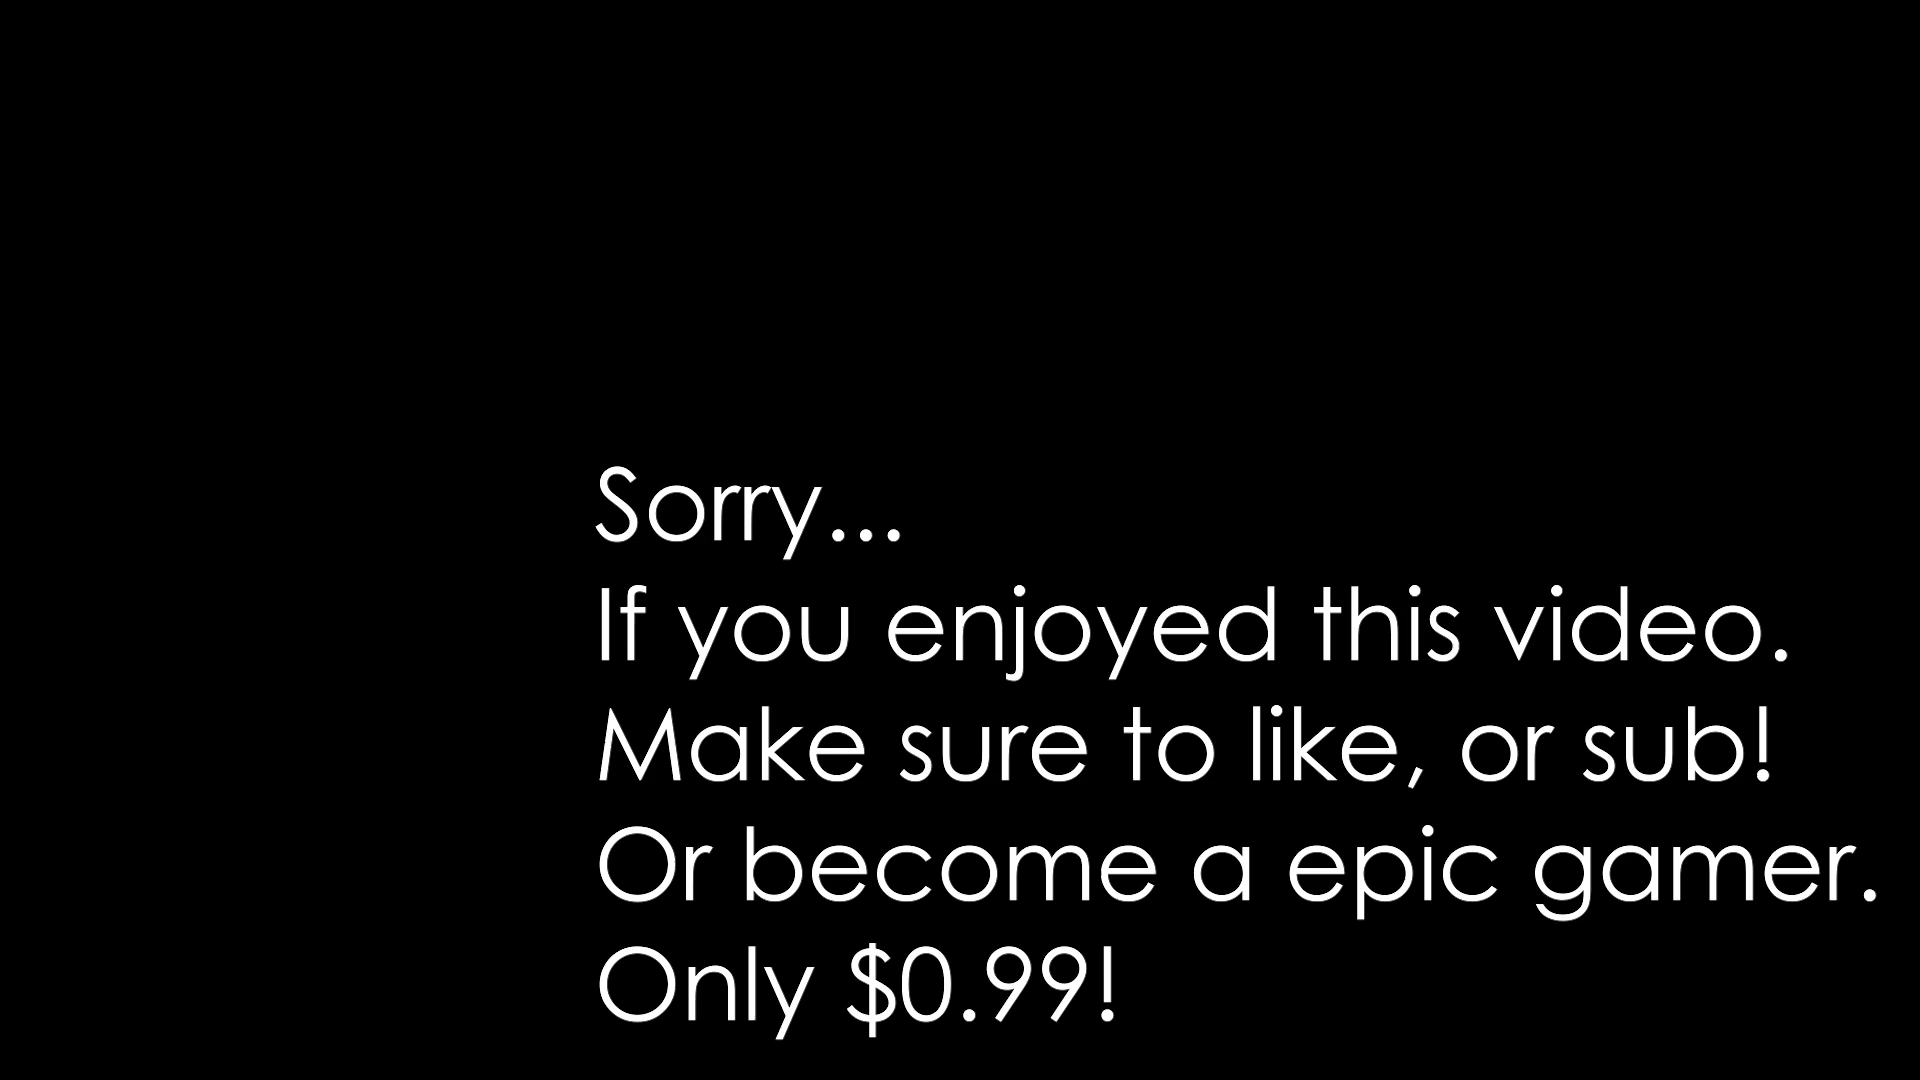 Sorry...
If you enjoyed this video.
Make sure to like, or sub!
Or become a epic gamer.
Only $0.99!